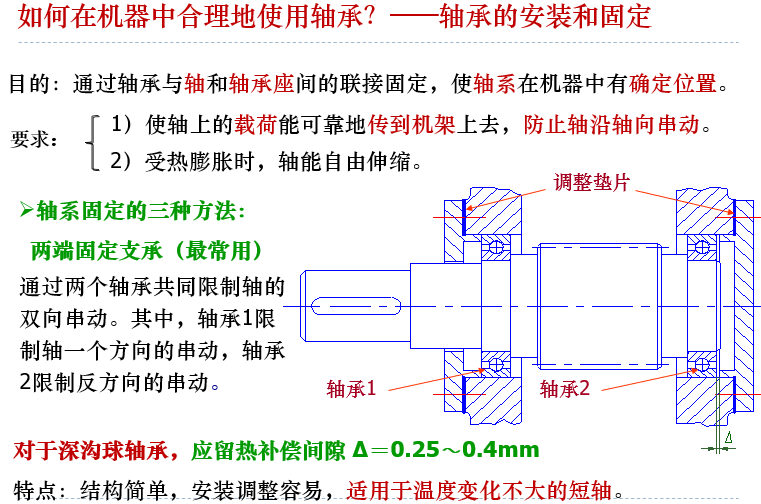 如何在机器中合理地使用轴承？——轴承的安装和固定
目的：通过轴承与轴和轴承座间的联接固定，使轴系在机器中有确定位置。
要求：
1）使轴上的载荷能可靠地传到机架上去，防止轴沿轴向串动。
2）受热膨胀时，轴能自由伸缩。
调整垫片
轴系固定的三种方法：
两端固定支承（最常用）
通过两个轴承共同限制轴的
双向串动。其中，轴承1限
制轴一个方向的串动，轴承
2限制反方向的串动。
轴承1
轴承2
Δ
对于深沟球轴承，应留热补偿间隙 Δ＝0.25～0.4mm
特点：结构简单，安装调整容易，适用于温度变化不大的短轴。